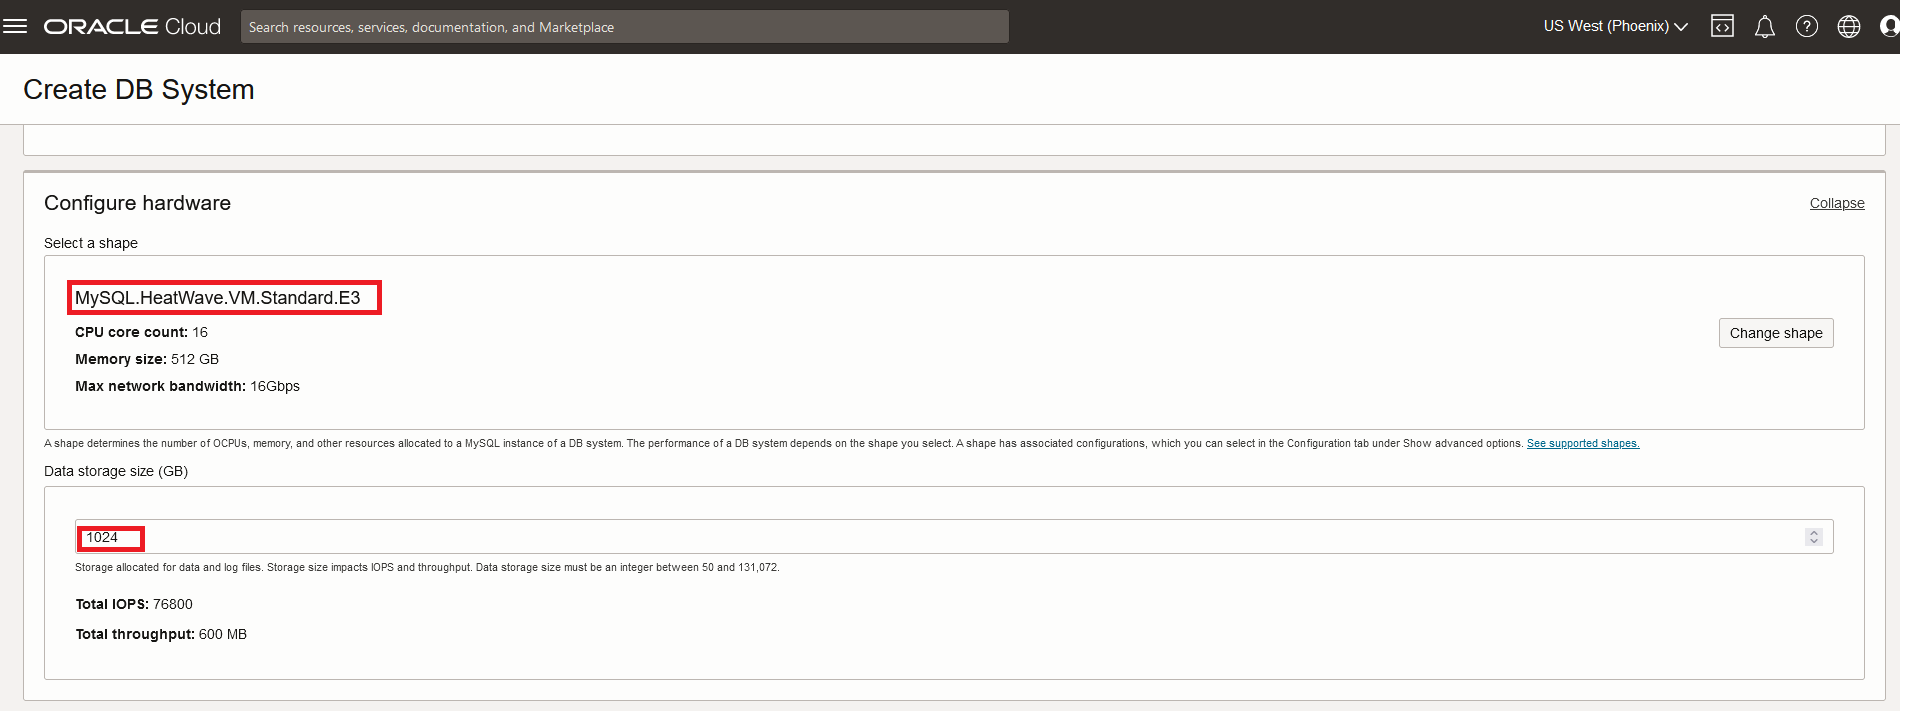 ORACLE Cloud
Search resources, services, documentation, and Marketplace
US West (Phoenix)
Create DB System
Configure hardware
Collapse
Select a shape
MySQL.HeatWave.VM.Standard.E3
CPU core count: 16
Change shape
Memory size: 512 GB
Max network bandwidth: 16Gbps
A shape determines the number of OCPUs, memory, and other resources allocated to a MySQL instance of a DB system. The performance of a DB system depends on the shape you select. A shape has associated configurations, which you can select in the Configuration tab under Show advanced options. See supported shapes.
Data storage size (GB)
1024
Storage allocated for data and log files. Storage size impacts IOPS and throughput. Data storage size must be an integer between 50 and 131,072.
Total IOPS: 76800
Total throughput: 600 MB